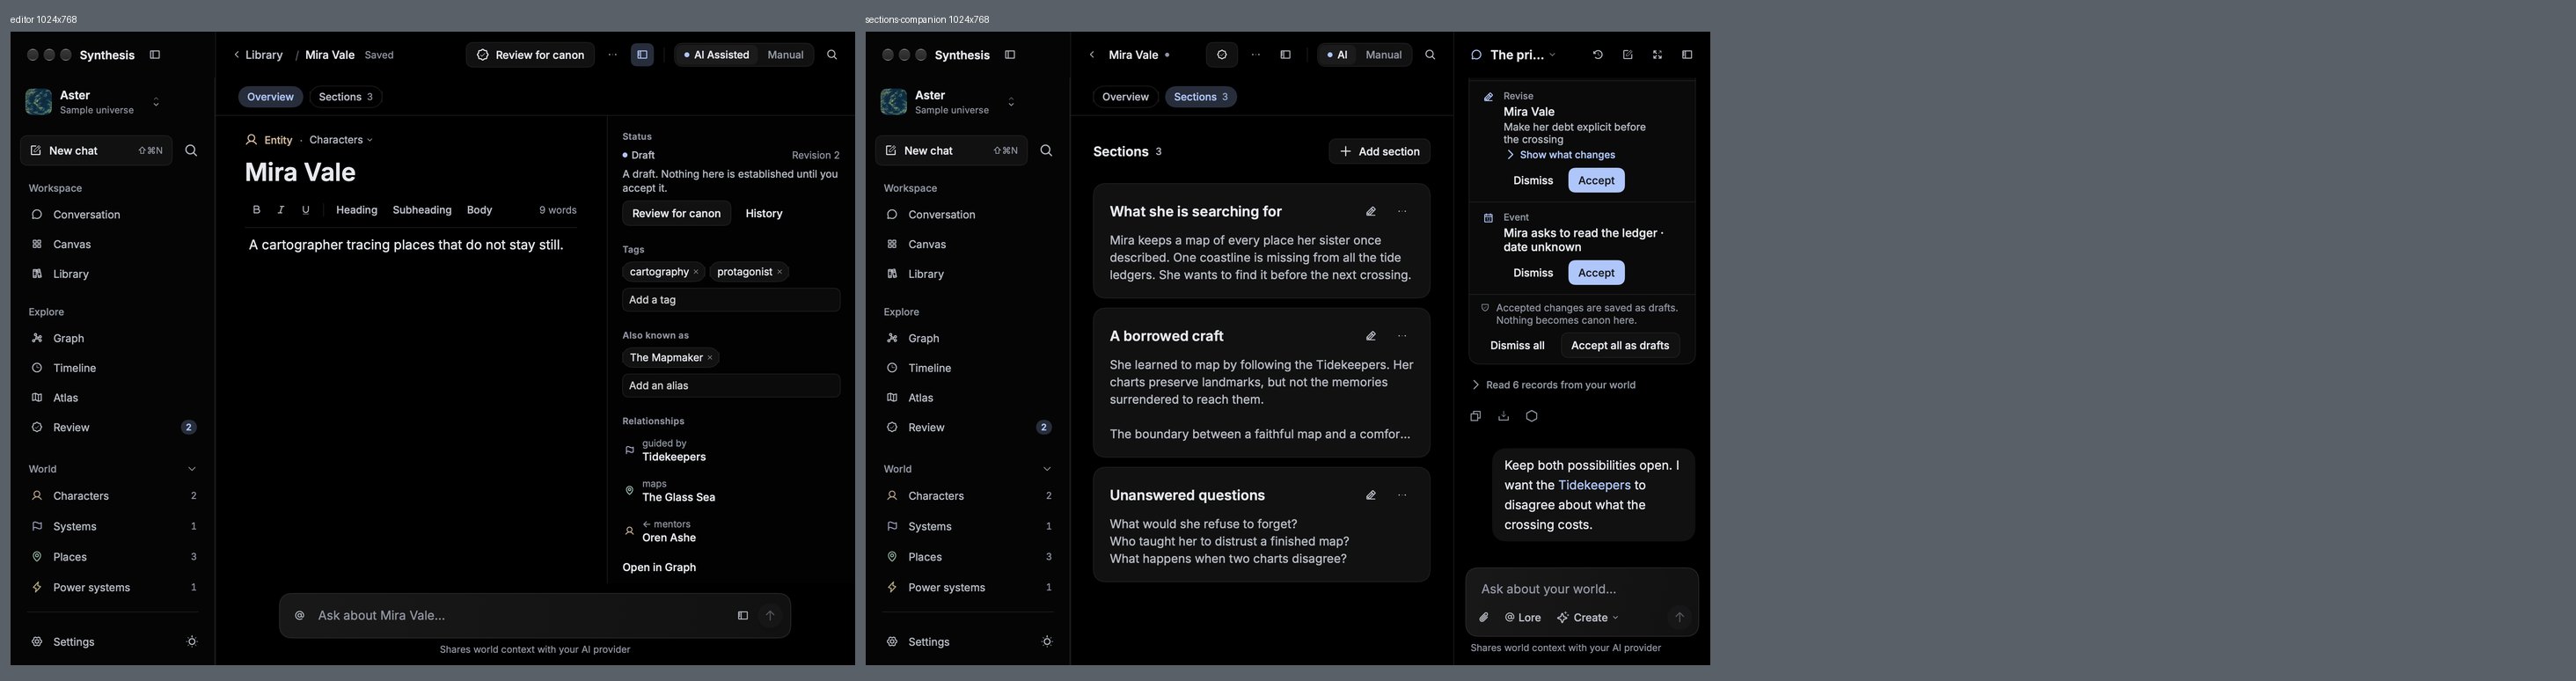 editor 1024x768
Synthesis
Aster
Sample universe
New chat ⇧⌘N
Workspace
Conversation
Canvas
Library
Explore
Graph
Timeline
Atlas
Review 2
World
Characters 2
Systems 1
Places 3
Power systems 1
Settings
Library / Mira Vale Saved
Review for canon
AI Assisted Manual
Overview Sections 3
Entity · Characters
Mira Vale
B I U Heading Subheading Body 9 words
A cartographer tracing places that do not stay still.
Status
Draft Revision 2
A draft. Nothing here is established until you
accept it.
Review for canon History
Tags
cartography × protagonist ×
Add a tag
Also known as
The Mapmaker ×
Add an alias
Relationships
guided by
Tidekeepers
maps
The Glass Sea
← mentors
Oren Ashe
Open in Graph
@ Ask about Mira Vale...
Shares world context with your AI provider
sections-companion 1024x768
Synthesis
Aster
Sample universe
New chat ⇧⌘N
Workspace
Conversation
Canvas
Library
Explore
Graph
Timeline
Atlas
Review 2
World
Characters 2
Systems 1
Places 3
Power systems 1
Settings
Mira Vale
AI Manual
Overview Sections 3
Sections 3
Add section
What she is searching for
Mira keeps a map of every place her sister once
described. One coastline is missing from all the tide
ledgers. She wants to find it before the next crossing.
A borrowed craft
She learned to map by following the Tidekeepers. Her
charts preserve landmarks, but not the memories
surrendered to reach them.
The boundary between a faithful map and a comfor...
Unanswered questions
What would she refuse to forget?
Who taught her to distrust a finished map?
What happens when two charts disagree?
The pri...
Revise
Mira Vale
Make her debt explicit before
the crossing
Show what changes
Dismiss Accept
Event
Mira asks to read the ledger ·
date unknown
Dismiss Accept
Accepted changes are saved as drafts.
Nothing becomes canon here.
Dismiss all Accept all as drafts
Read 6 records from your world
Keep both possibilities open. I
want the Tidekeepers to
disagree about what the
crossing costs.
Ask about your world...
@ Lore Create
Shares world context with your AI provider